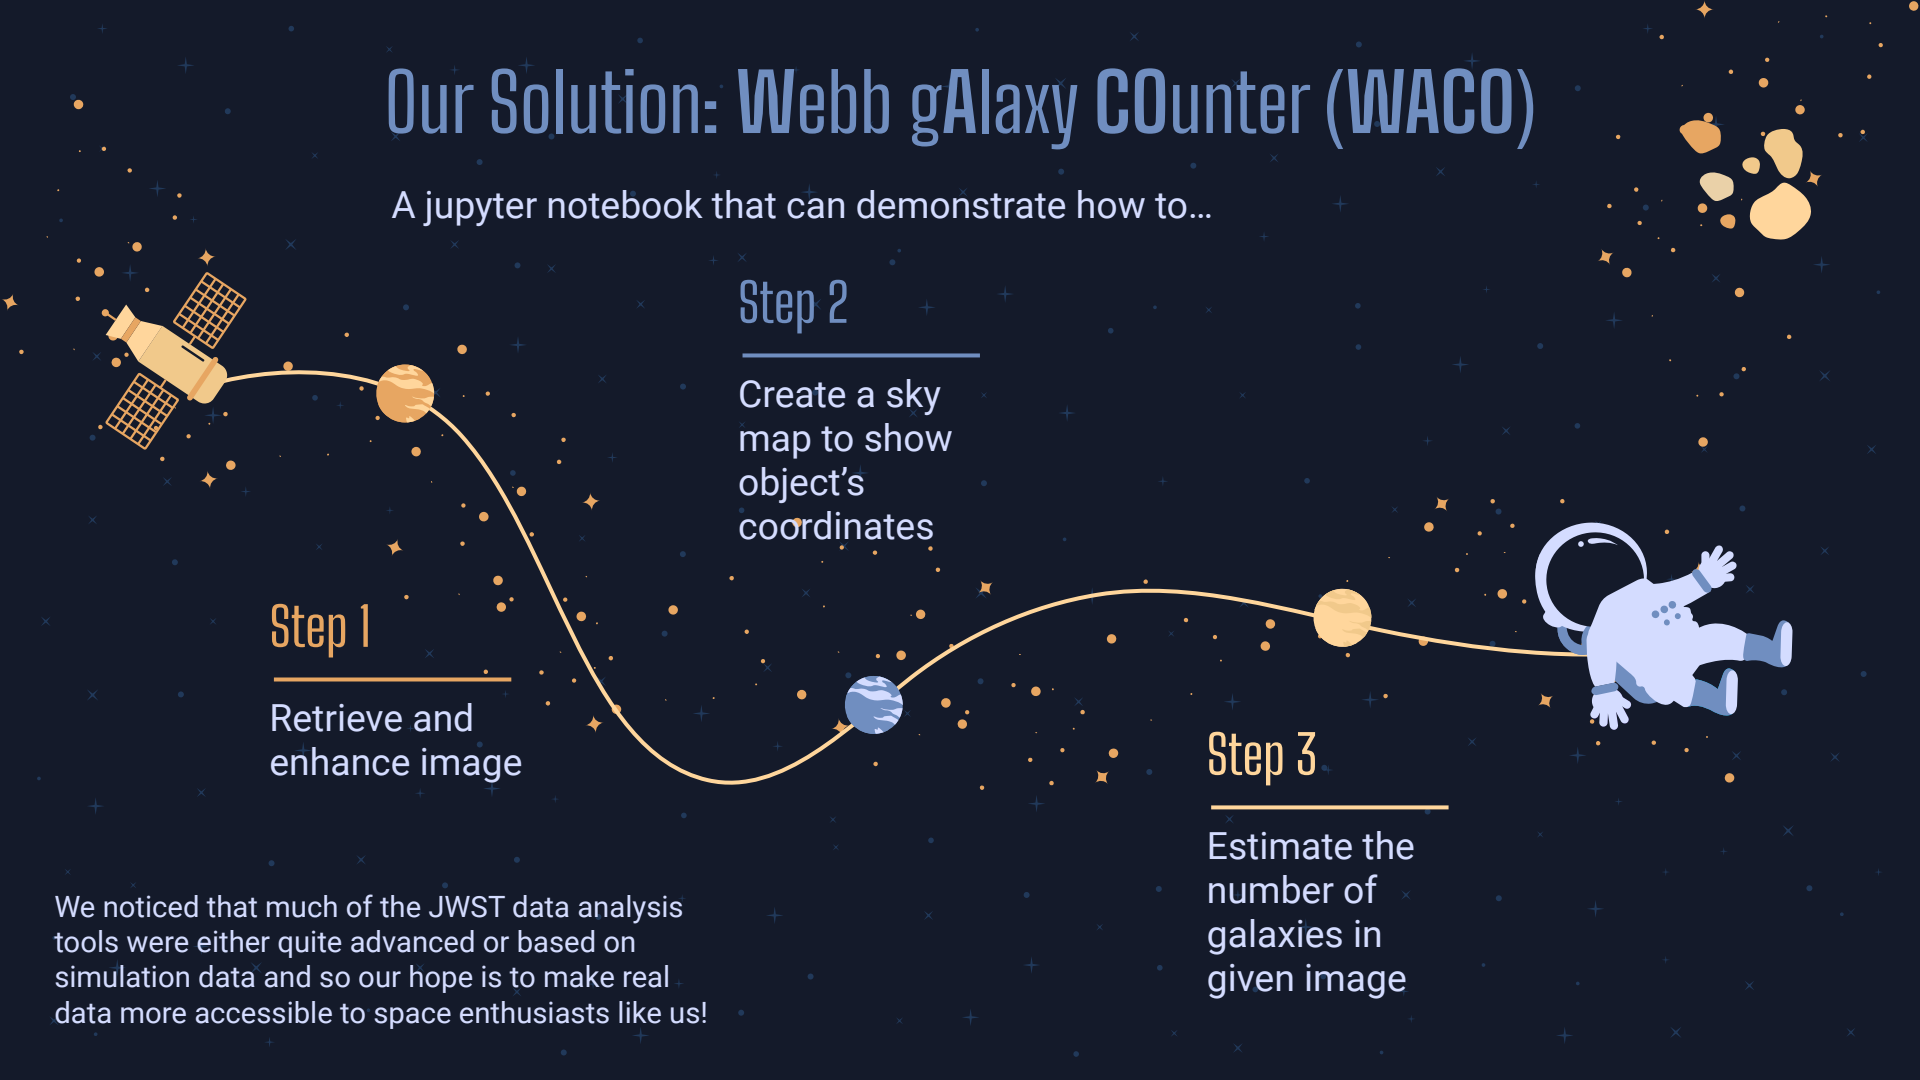 Our Solution: Webb gAlaxy COunter (WACO)
A jupyter notebook that can demonstrate how to...
Step 1
Retrieve and
enhance image
Step 2
Create a sky
map to show
object’s
coordinates
Step 3
Estimate the
number of
galaxies in
given image
We noticed that much of the JWST data analysis
tools were either quite advanced or based on
simulation data and so our hope is to make real
data more accessible to space enthusiasts like us!